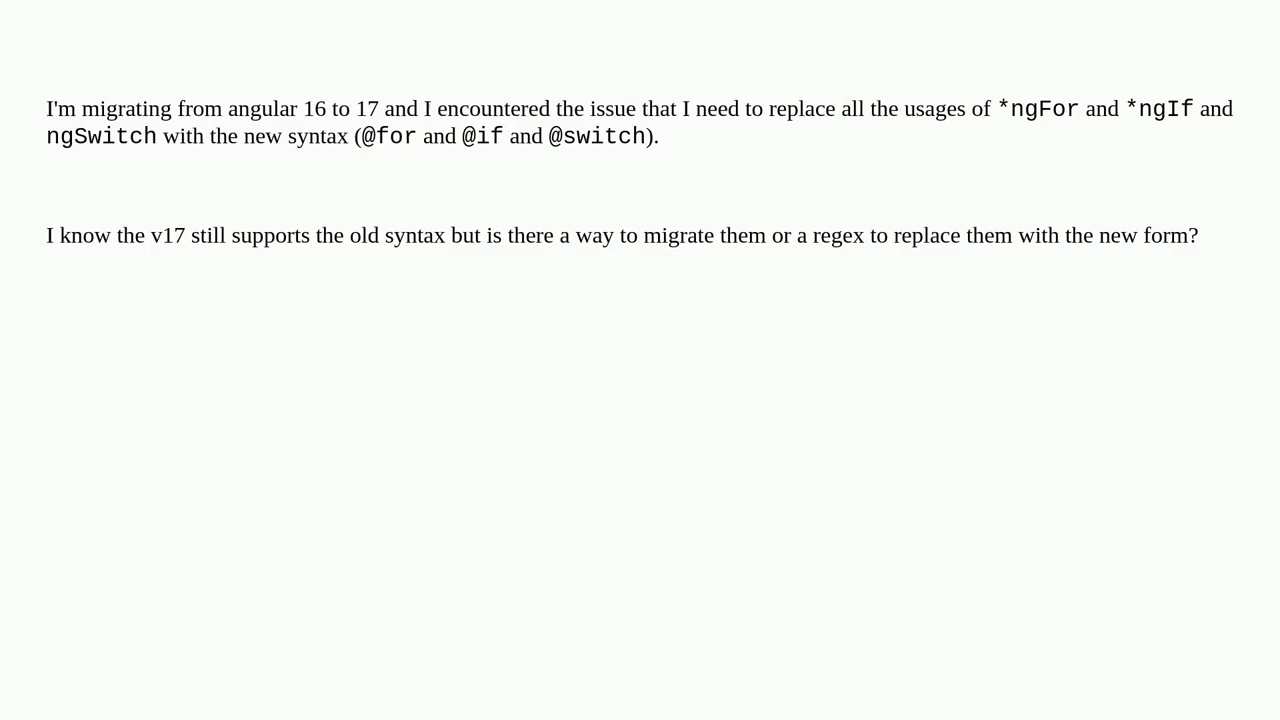 I'm migrating from angular 16 to 17 and I encountered the issue that I need to replace all the usages of *ngFor and *ngIf and
ngSwitch with the new syntax (@for and @if and @switch).
I know the v17 still supports the old syntax but is there a way to migrate them or a regex to replace them with the new form?